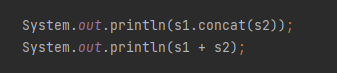 System.out.println(s1.concat(s2));
System.out.println(s1 + s2);